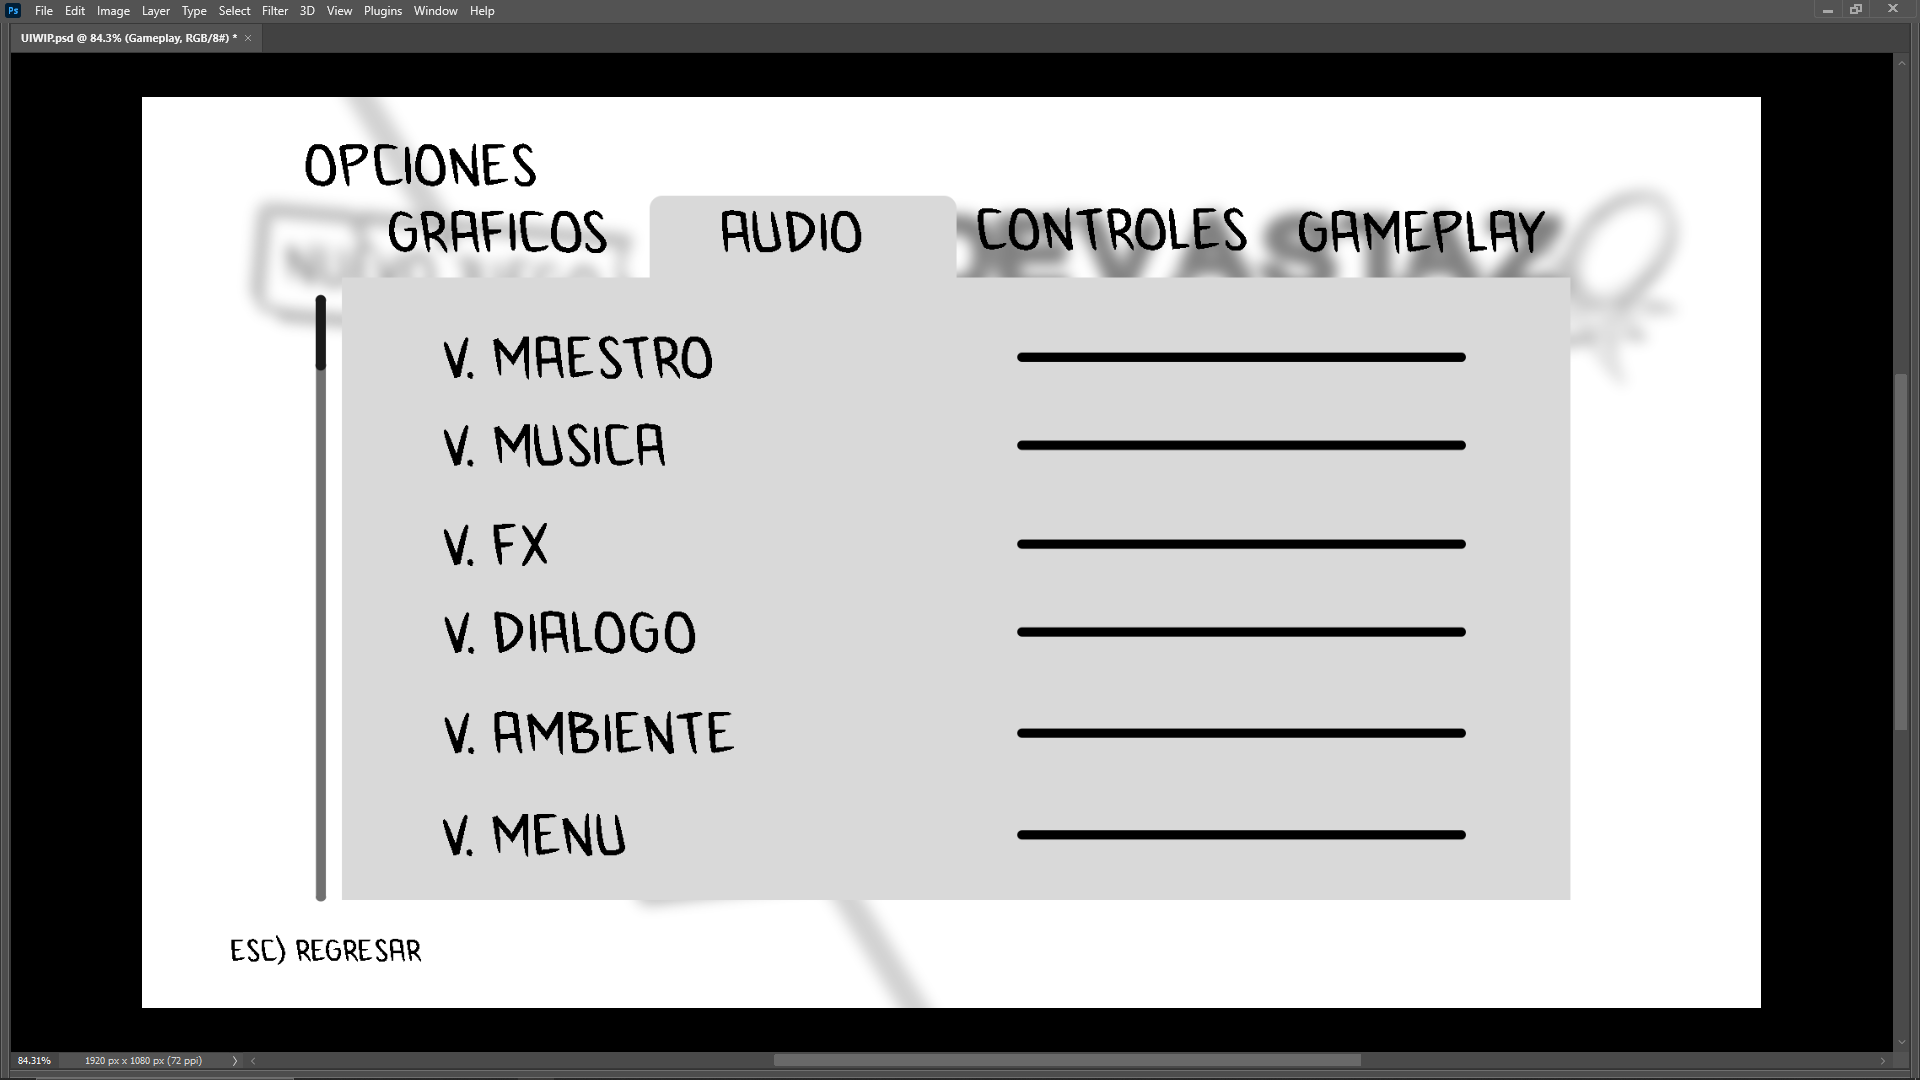 Ps File Edit Image Layer Type Select Filter 3D View Plugins Window Help
UIWIP.psd @ 84.3% (Gameplay, RGB/8#) *
OPCIONES
GRAFICOS AUDIO CONTROLES GAMEPLAY
V. MAESTRO
V. MUSICA
V. FX
V. DIALOGO
V. AMBIENTE
V. MENU
ESC) REGRESAR
84.31% 1920 px x 1080 px (72 ppi)